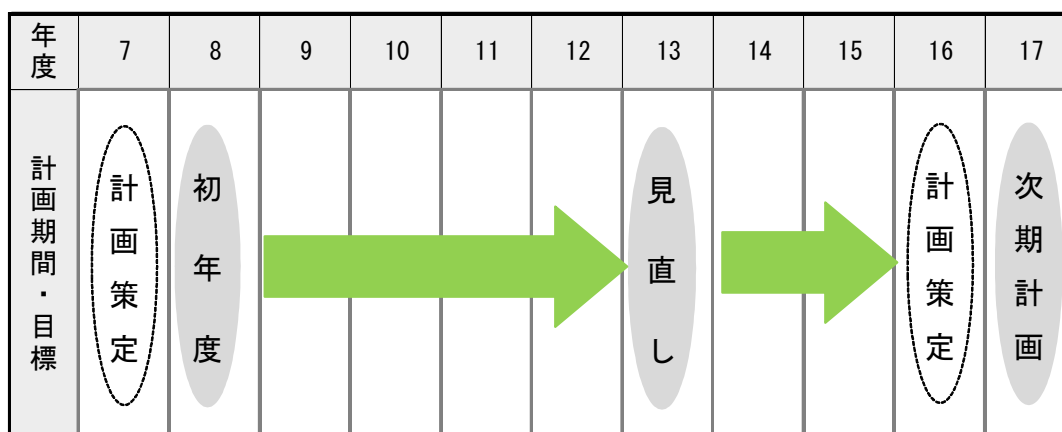 年度 7 8 9 10 11 12 13 14 15 16 17
計画期間・目標
計画策定
初年度
見直し
計画策定
次期計画